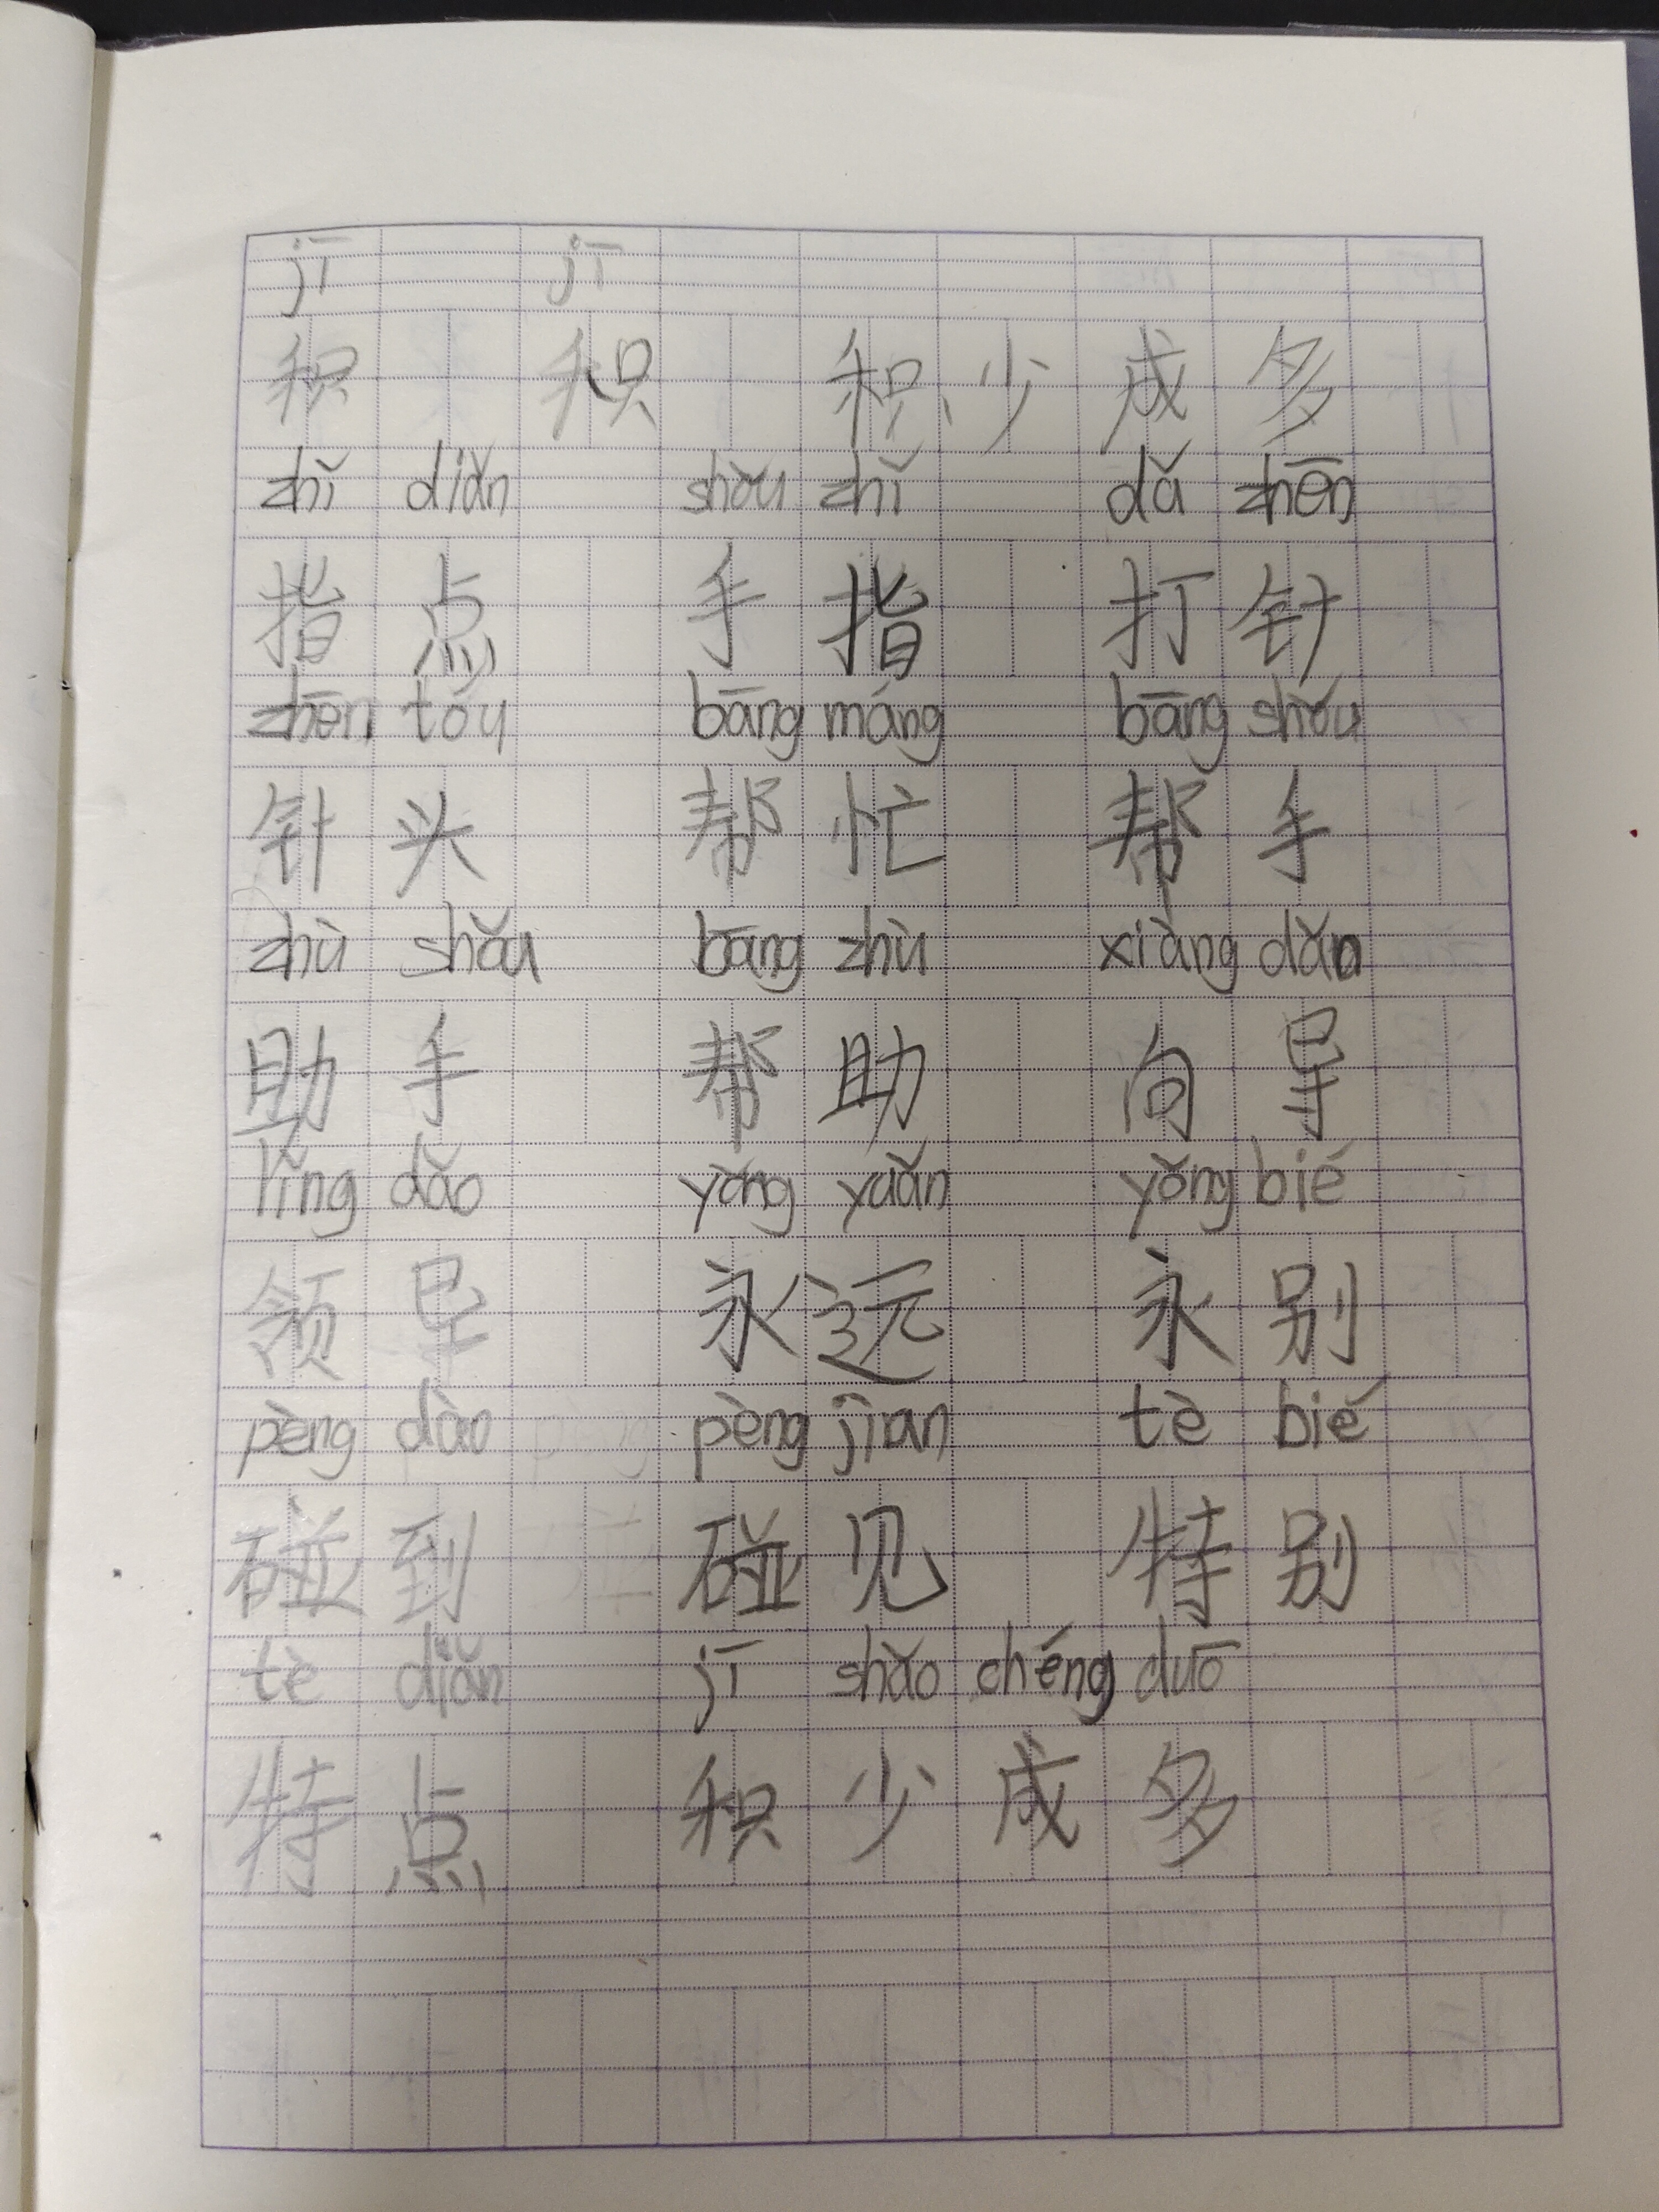 jī jī
积 积 积少成多
zhǐ diǎn shǒu zhǐ dǎ zhēn
指点 手指 打针
zhēn tóu bāng máng bāng shǒu
针头 帮忙 帮手
zhù shǒu bāng zhù xiàng dǎn
助手 帮助 向导
lǐng dǎo yǒng yuǎn yǒng bié
领导 永远 永别
pèng dào pèng jiàn tè bié
碰到 碰见 特别
tè diǎn jī shǎo chéng duō
特点 积少成多